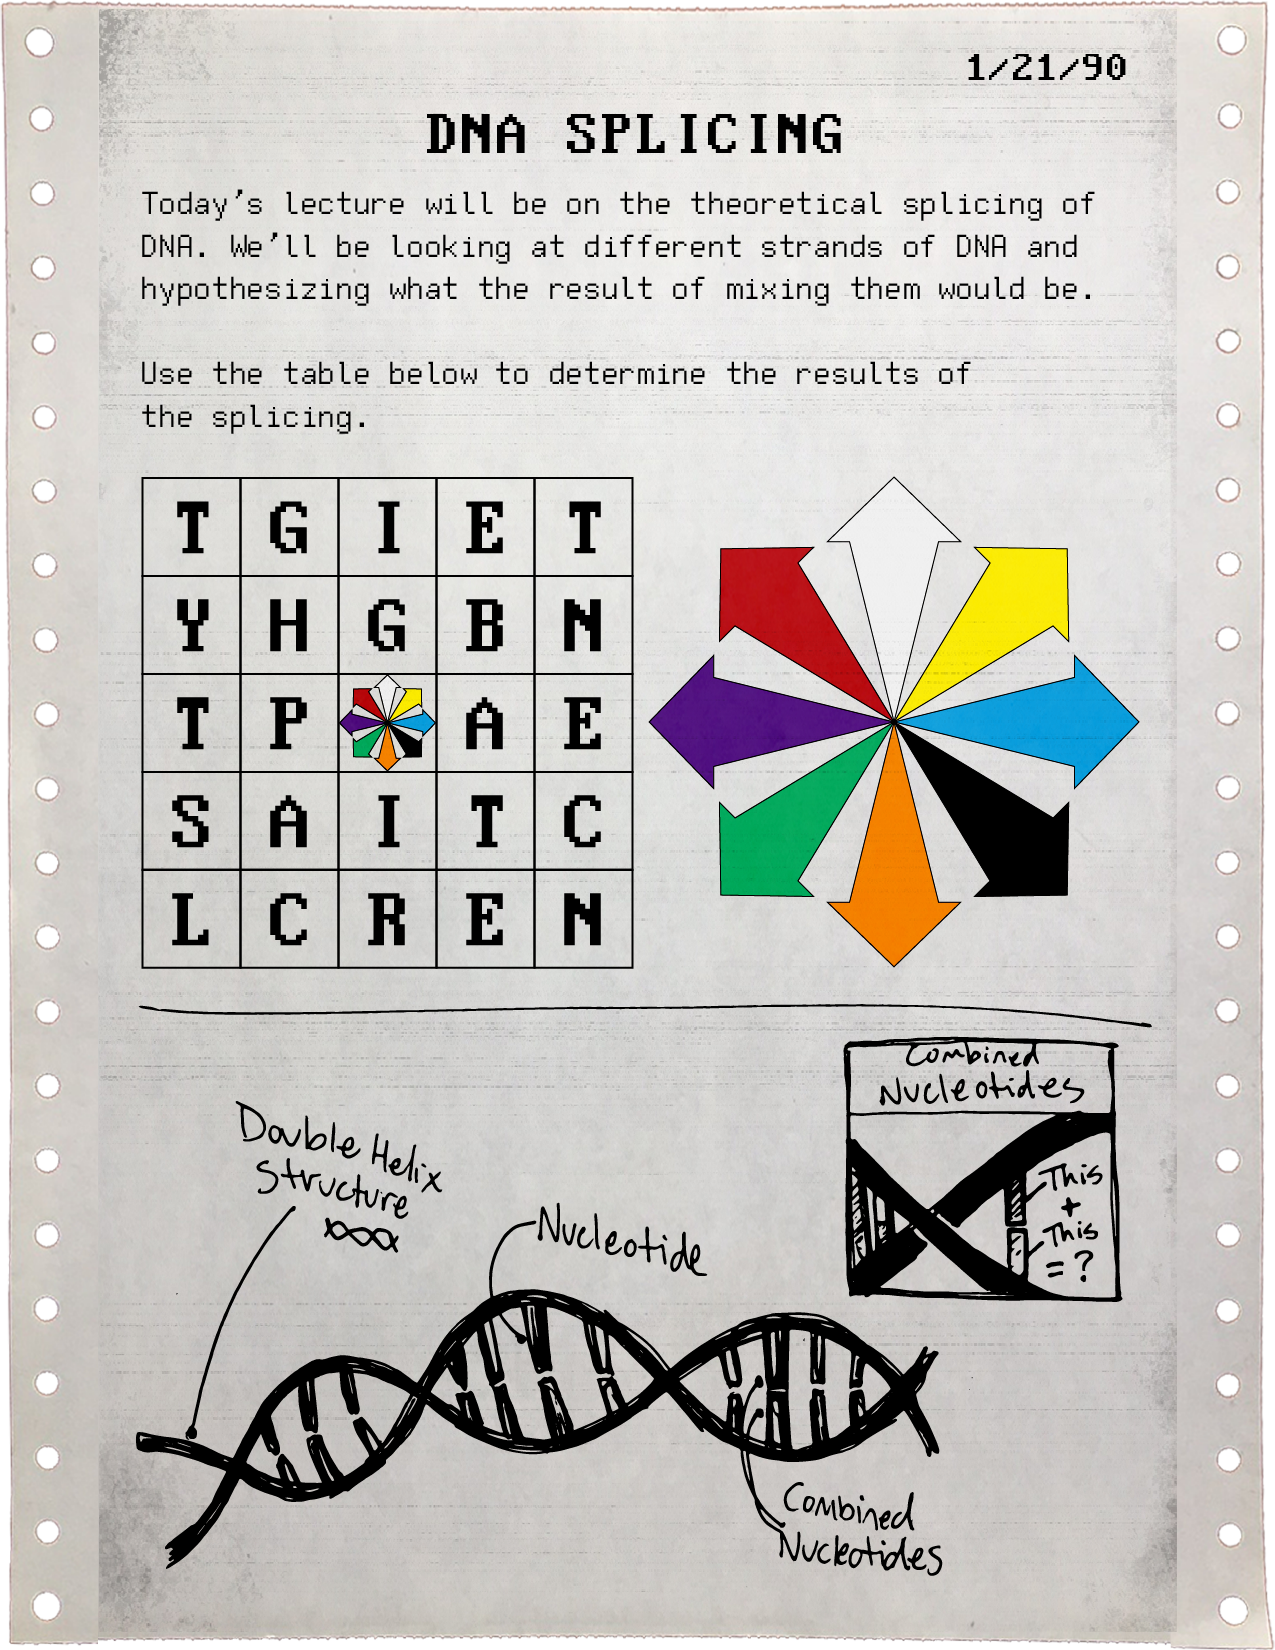 1/21/90
DNA SPLICING
Today's lecture will be on the theoretical splicing of
DNA. We'll be looking at different strands of DNA and
hypothesizing what the result of mixing them would be.
Use the table below to determine the results of
the splicing.
T G I E T
Y H G B N
T P A E
S A I T C
L C R E N
Combined
Nucleotides
This
+
This
= ?
Double Helix
Structure
Nucleotide
Combined
Nucleotides